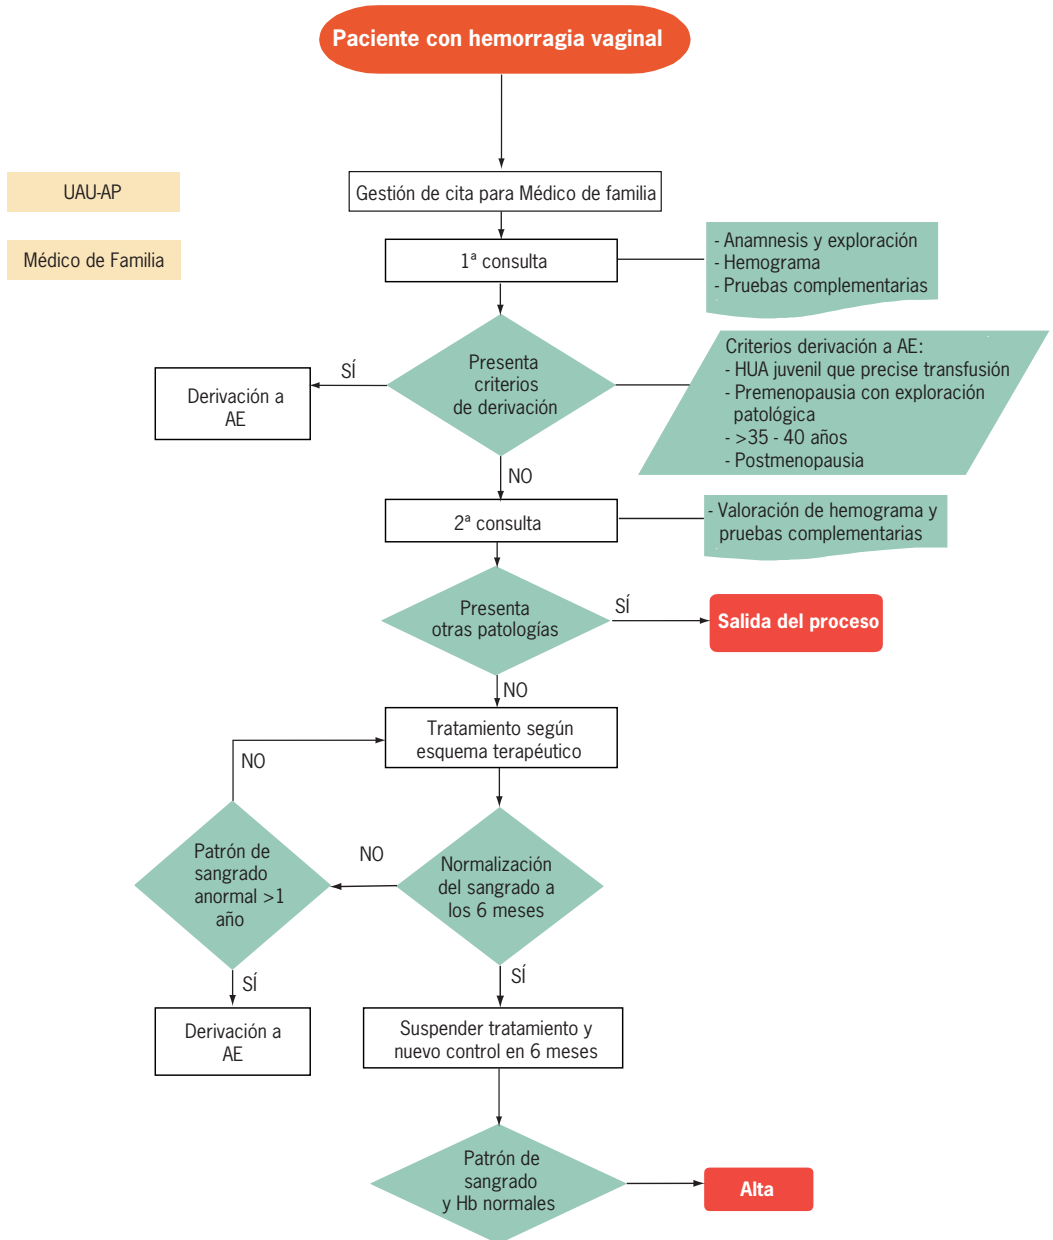 Paciente con hemorragia vaginal
UAU-AP
Gestión de cita para Médico de familia
Médico de Familia
1ª consulta
- Anamnesis y exploración
- Hemograma
- Pruebas complementarias
Presenta
criterios
de derivación
SÍ
Derivación a
AE
Criterios derivación a AE:
- HUA juvenil que precise transfusión
- Premenopausia con exploración
patológica
- >35 - 40 años
- Postmenopausia
NO
2ª consulta
- Valoración de hemograma y
pruebas complementarias
Presenta
otras patologías
SÍ
Salida del proceso
NO
Tratamiento según
esquema terapéutico
NO
Normalización
del sangrado a
los 6 meses
NO
Patrón de
sangrado
anormal >1
año
SÍ
Derivación a
AE
SÍ
Suspender tratamiento y
nuevo control en 6 meses
Patrón de
sangrado
y Hb normales
Alta